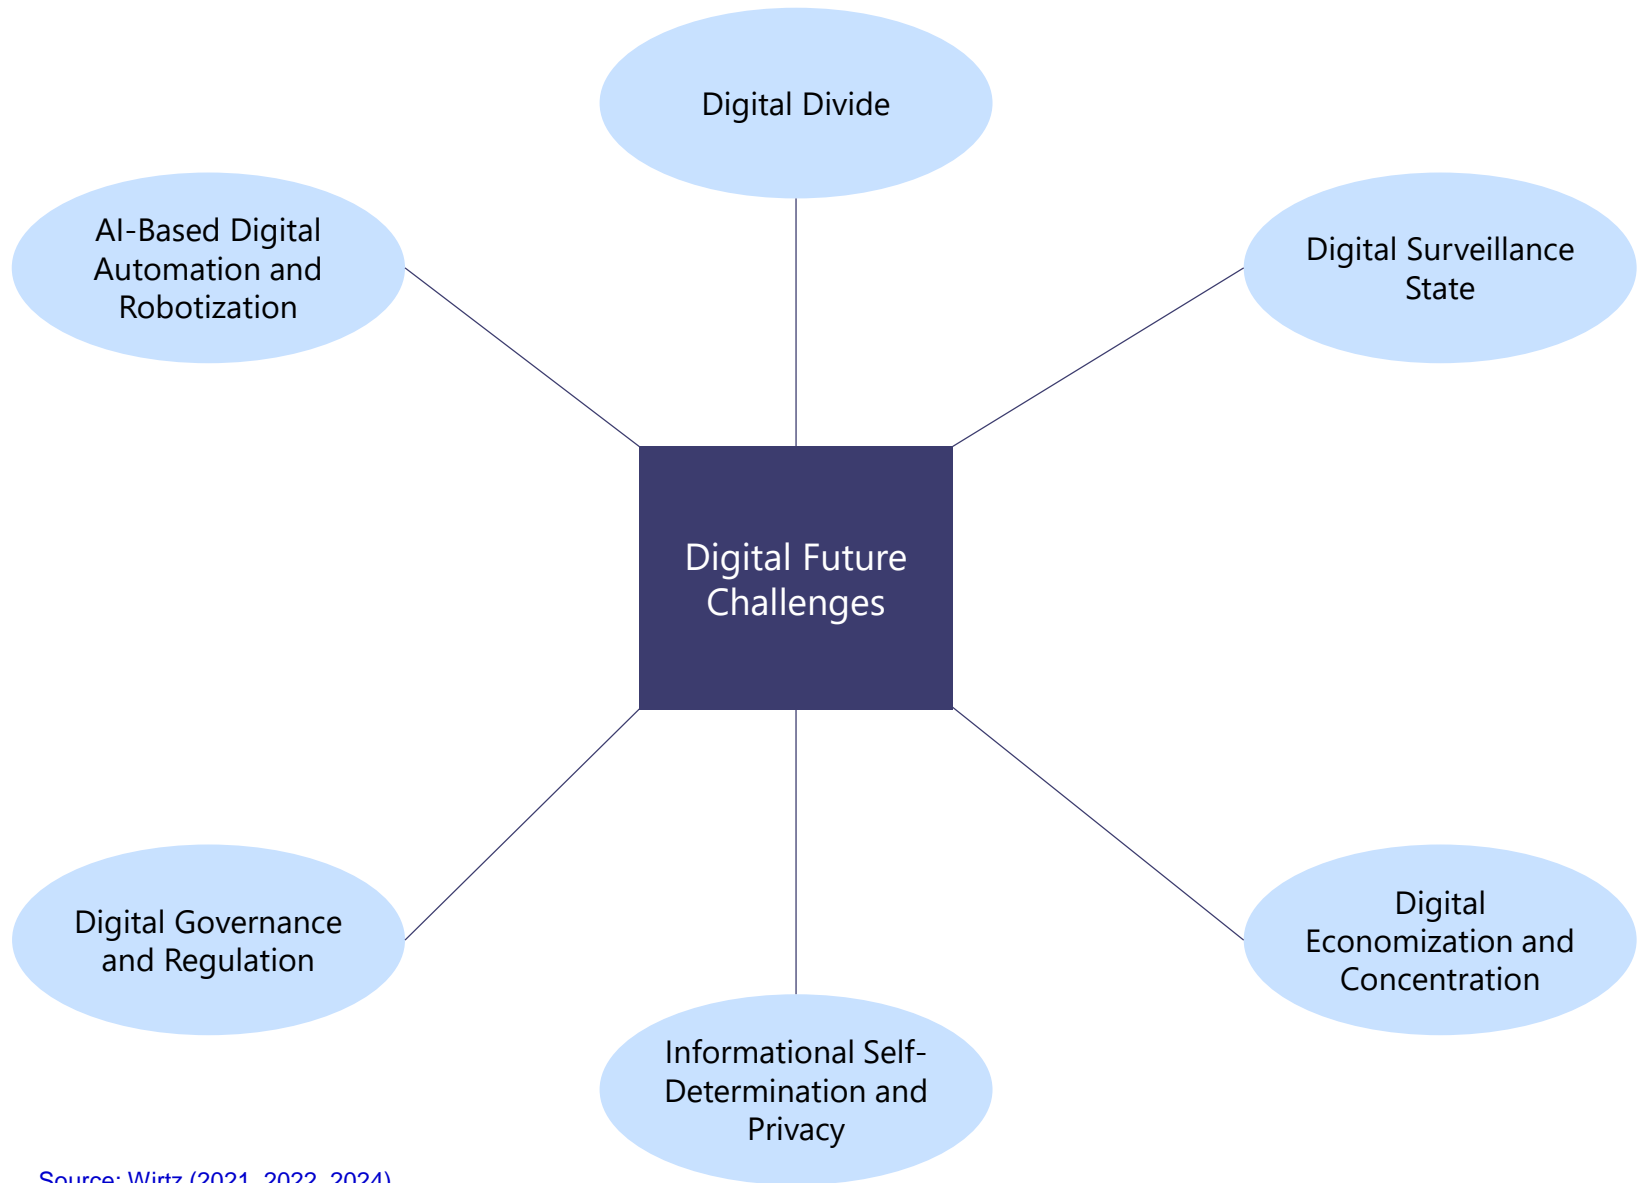 Digital Divide
AI-Based Digital
Automation and
Robotization
Digital Surveillance
State
Digital Future
Challenges
Digital Governance
and Regulation
Digital
Economization and
Concentration
Informational Self-
Determination and
Privacy
Source: Wirtz (2021, 2022, 2024)